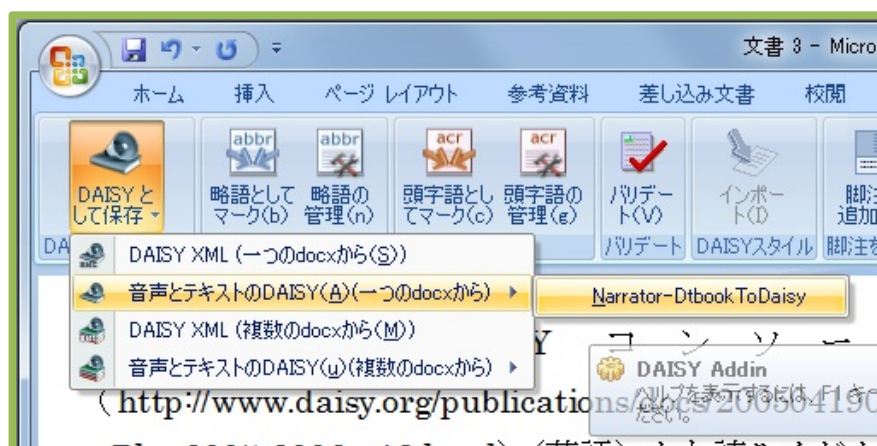 文書 3 - Micro
ホーム 挿入 ページ レイアウト 参考資料 差し込み文書 校閲
abbr abbr acr acr
DAISYと 略語として 略語の 頭字語とし 頭字語の バリデー インポー 脚注
して保存 マーク(b) 管理(n) てマーク(c) 管理(g) ト(V) ト(I) 追加
DA バリデート DAISYスタイル 脚注を
DAISY XML (一つのdocxから(S))
音声とテキストのDAISY(A)(一つのdocxから) Narrator-DtbookToDaisy
DAISY XML (複数のdocxから(M))
Y コ ン ソ ー
音声とテキストのDAISY(u)(複数のdocxから) DAISY Addin
ヘルプを表示するには、F1 キー
ださい。
(http://www.daisy.org/publications/docs/200504190